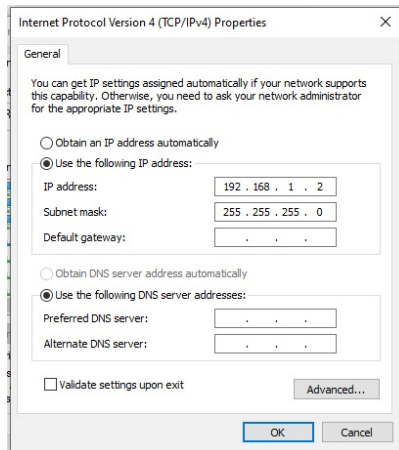 Internet Protocol Version 4 (TCP/IPv4) Properties
General
You can get IP settings assigned automatically if your network supports
this capability. Otherwise, you need to ask your network administrator
for the appropriate IP settings.
Obtain an IP address automatically
Use the following IP address:
IP address: 192 . 168 . 1 . 2
Subnet mask: 255 . 255 . 255 . 0
Default gateway: . . .
Obtain DNS server address automatically
Use the following DNS server addresses:
Preferred DNS server: . . .
Alternate DNS server: . . .
Validate settings upon exit
Advanced...
OK Cancel